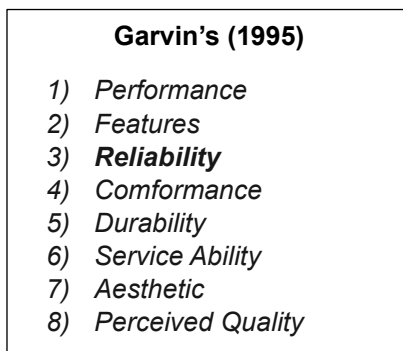 Garvin's (1995)
1) Performance
2) Features
3) Reliability
4) Comformance
5) Durability
6) Service Ability
7) Aesthetic
8) Perceived Quality